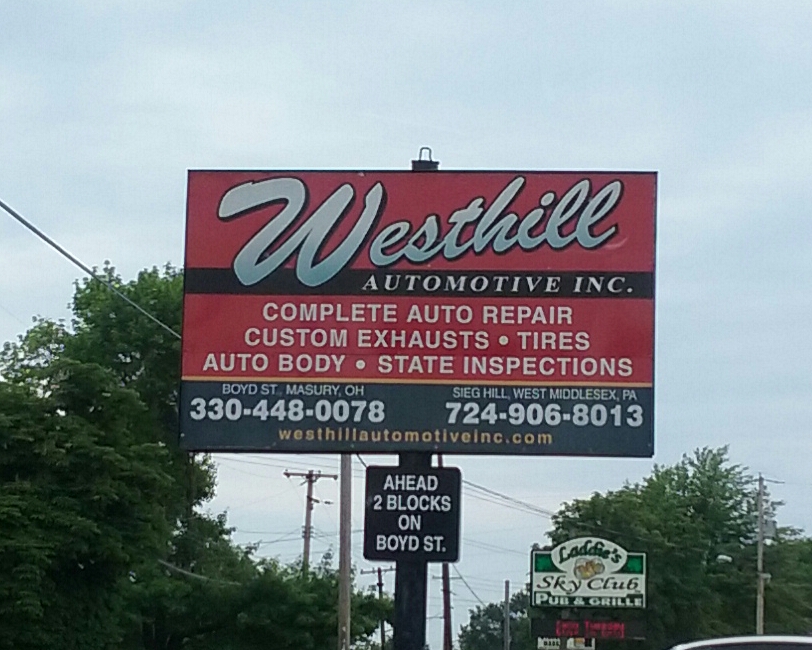 Westhill
AUTOMOTIVE INC.
COMPLETE AUTO REPAIR
CUSTOM EXHAUSTS • TIRES
AUTO BODY • STATE INSPECTIONS
BOYD ST., MASURY, OH
330-448-0078
SIEG HILL, WEST MIDDLESEX, PA
724-906-8013
westhillautomotiveinc.com
AHEAD
2 BLOCKS
ON
BOYD ST.
Laddie's
Sky Club
PUB & GRILLE